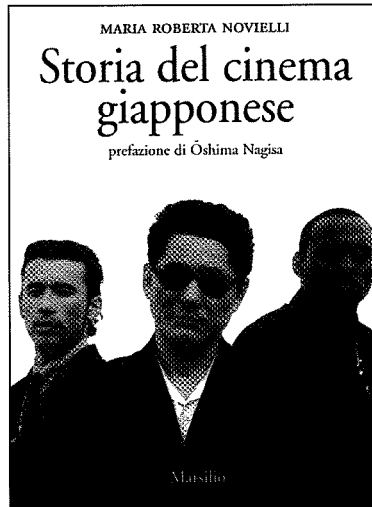 MARIA ROBERTA NOVIELLI
Storia del cinema
giapponese
prefazione di Ōshima Nagisa
Marsilio